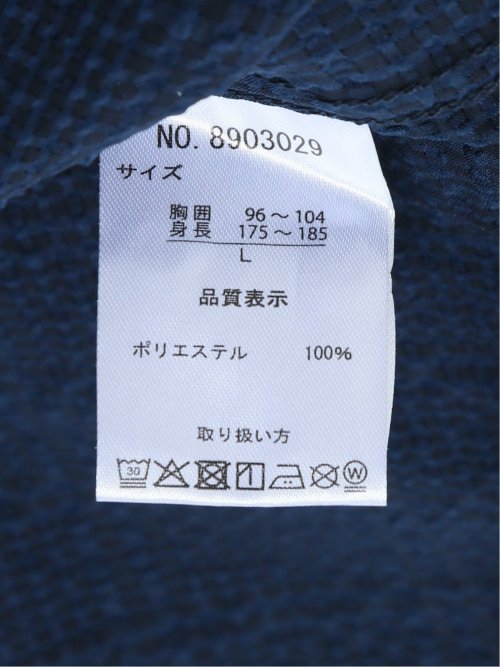 NO. 8903029
サイズ
胸囲 96～104
身長 175～185
L
品質表示
ポリエステル 100%
取り扱い方
30 W